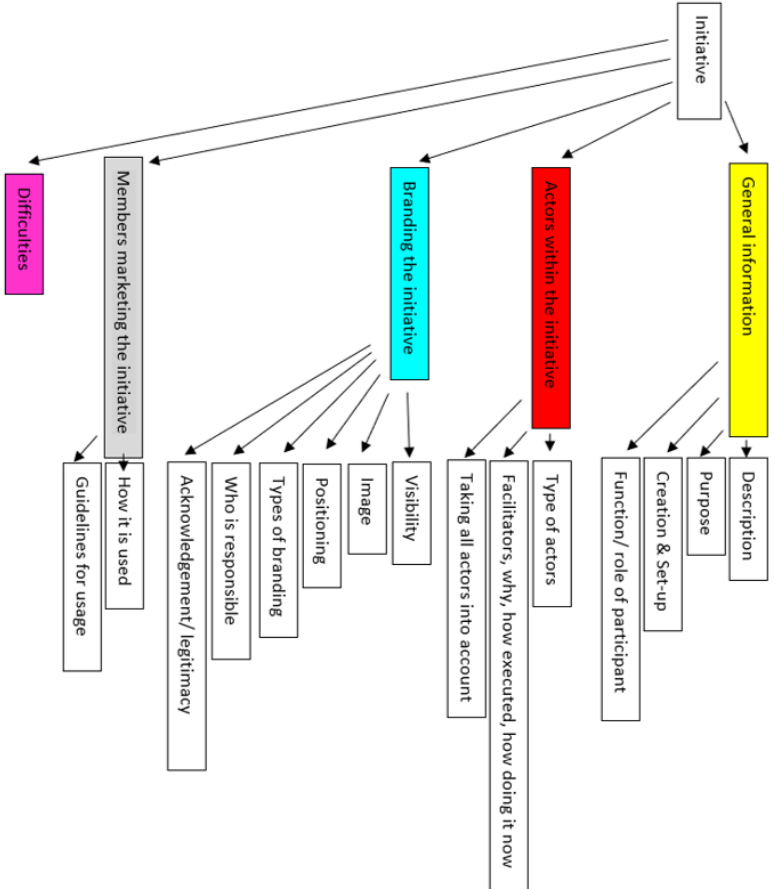 Initiative
General information
Description
Purpose
Creation & Set-up
Function/ role of participant
Actors within the initiative
Type of actors
Facilitators, why, how executed, how doing it now
Taking all actors into account
Branding the initiative
Visibility
Image
Positioning
Types of branding
Who is responsible
Acknowledgement/ legitimacy
Members marketing the initiative
How it is used
Guidelines for usage
Difficulties